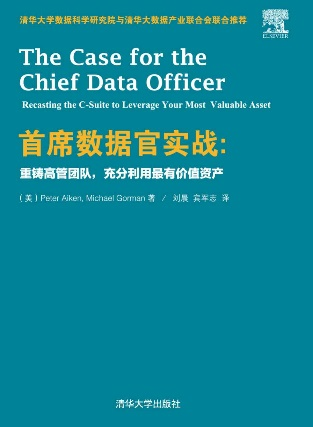 清华大学数据科学研究院与清华大数据产业联合会联合推荐
ELSEVIER
The Case for the
Chief Data Officer
Recasting the C-Suite to Leverage Your Most Valuable Asset
首席数据官实战：
重铸高管团队，充分利用最有价值资产
（美）Peter Aiken, Michael Gorman 著 / 刘晨 宾军志 译
清华大学出版社